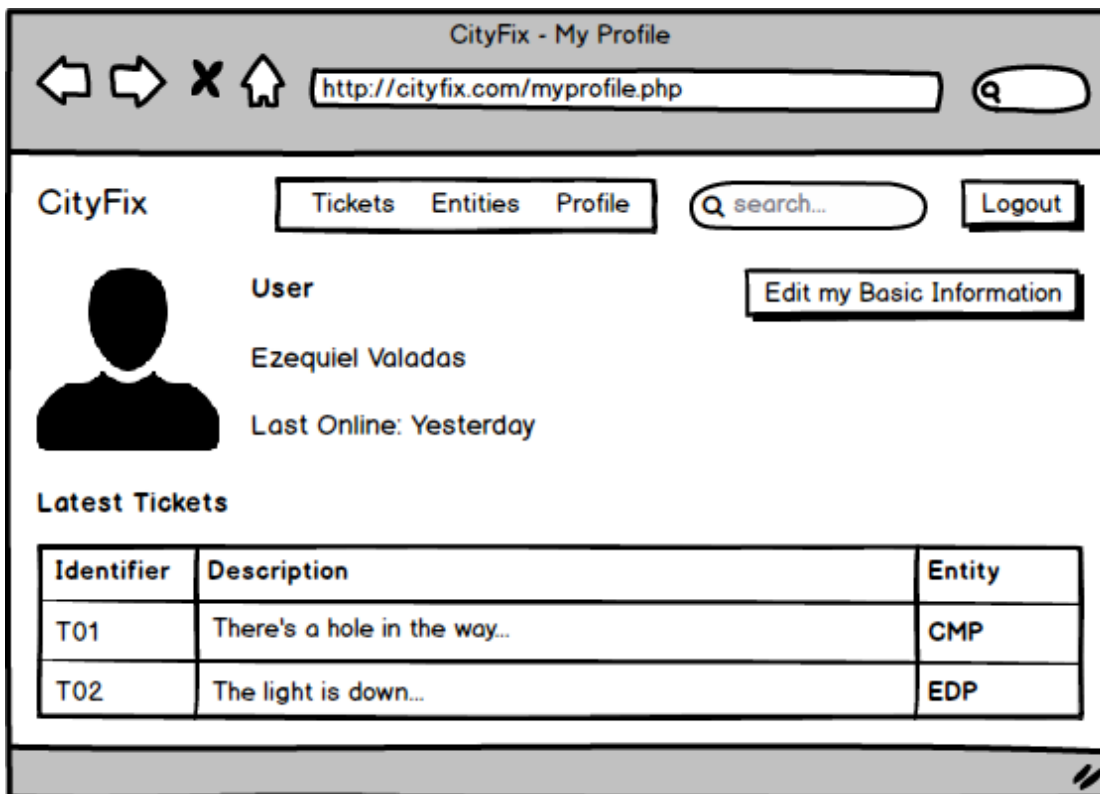 CityFix - My Profile
http://cityfix.com/myprofile.php
CityFix Tickets Entities Profile search... Logout
User Edit my Basic Information
Ezequiel Valadas
Last Online: Yesterday
Latest Tickets
Identifier Description Entity
T01 There's a hole in the way... CMP
T02 The light is down... EDP